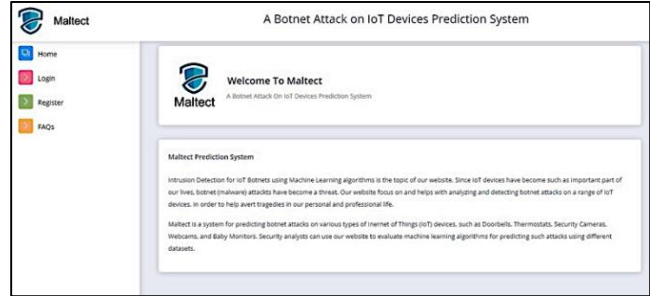 Maltect
A Botnet Attack on IoT Devices Prediction System
Home
Login
Register
FAQs
Maltect
Welcome To Maltect
A Botnet Attack On IoT Devices Prediction System
Maltect Prediction System
Intrusion Detection for IoT Botnets using Machine Learning algorithms is the topic of our website. Since IoT devices have become such as important part of
our lives, botnet (malware) attackts have become a threat. Our website focus on and helps with analyzing and detecting botnet attacks on a range of IoT
devices. in order to help avert tragedies in our personal and professional life.
Maltect is a system for predicting botnet attacks on various types of Inernet of Things (IoT) devices, such as Doorbells, Thermostats, Security Cameras,
Webcams, and Baby Monitors. Security analysts can use our website to evaluate machine learning algorithms for predicting such attacks using different
datasets.